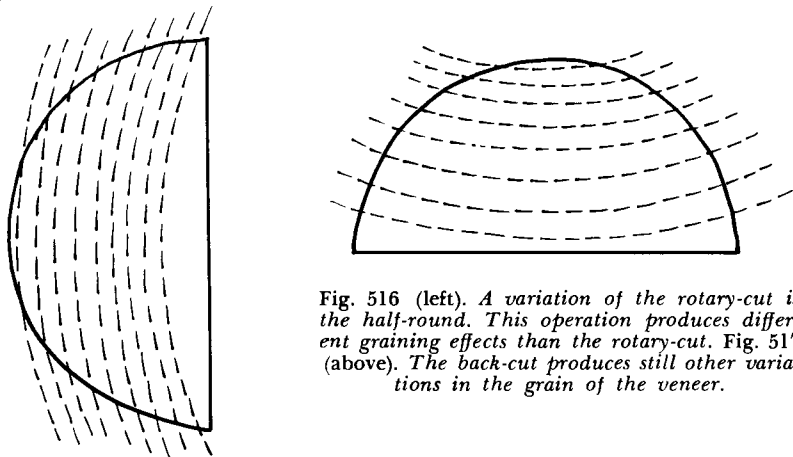 Fig. 516 (left). A variation of the rotary-cut i
the half-round. This operation produces differ-
ent graining effects than the rotary-cut. Fig. 51
(above). The back-cut produces still other varia-
tions in the grain of the veneer.